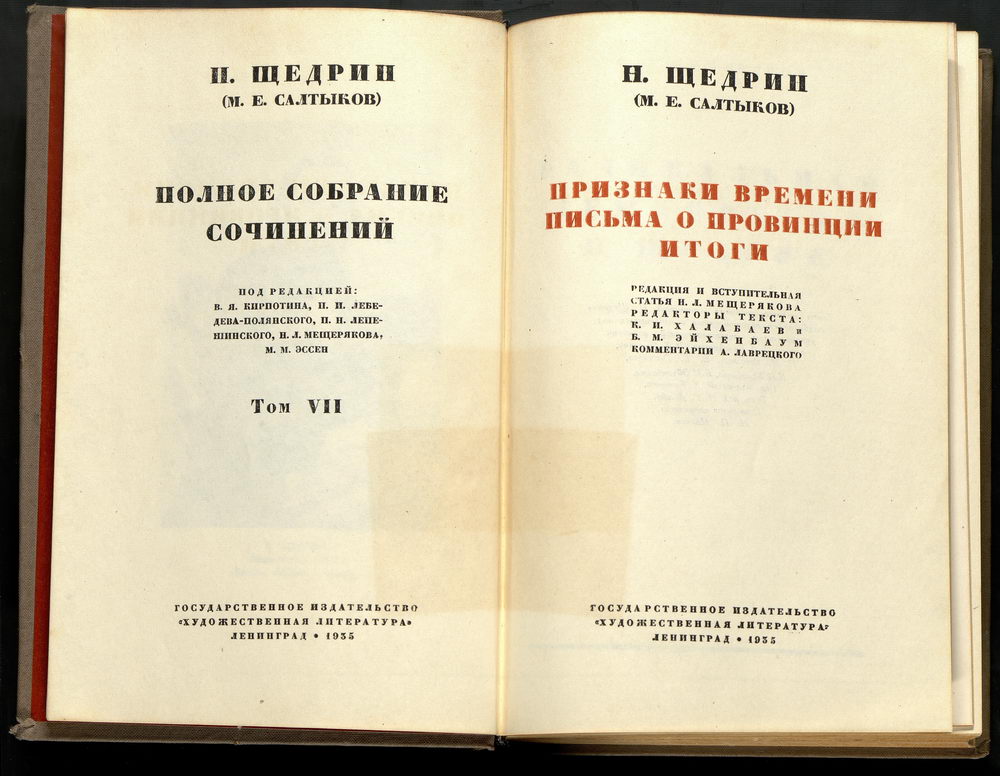 Н. ЩЕДРИН
(М. Е. САЛТЫКОВ)
ПОЛНОЕ СОБРАНИЕ
СОЧИНЕНИЙ
ПОД РЕДАКЦИЕЙ:
В. Я. КИРПОТИНА, П. И. ЛЕБЕ-
ДЕВА-ПОЛЯНСКОГО, П. Н. ЛЕПЕ-
ШИНСКОГО, Н. Л. МЕЩЕРЯКОВА,
М. М. ЭССЕН
Том VII
ГОСУДАРСТВЕННОЕ ИЗДАТЕЛЬСТВО
«ХУДОЖЕСТВЕННАЯ ЛИТЕРАТУРА»
ЛЕНИНГРАД • 1935
Н. ЩЕДРИН
(М. Е. САЛТЫКОВ)
ПРИЗНАКИ ВРЕМЕНИ
ПИСЬМА О ПРОВИНЦИИ
ИТОГИ
РЕДАКЦИЯ И ВСТУПИТЕЛЬНАЯ
СТАТЬЯ Н. Л. МЕЩЕРЯКОВА
РЕДАКТОРЫ ТЕКСТА:
К. И. ХАЛАБАЕВ и
Б. М. ЭЙХЕНБАУМ
КОММЕНТАРИИ А. ЛАВРЕЦКОГО
ГОСУДАРСТВЕННОЕ ИЗДАТЕЛЬСТВО
«ХУДОЖЕСТВЕННАЯ ЛИТЕРАТУРА»
ЛЕНИНГРАД • 1935